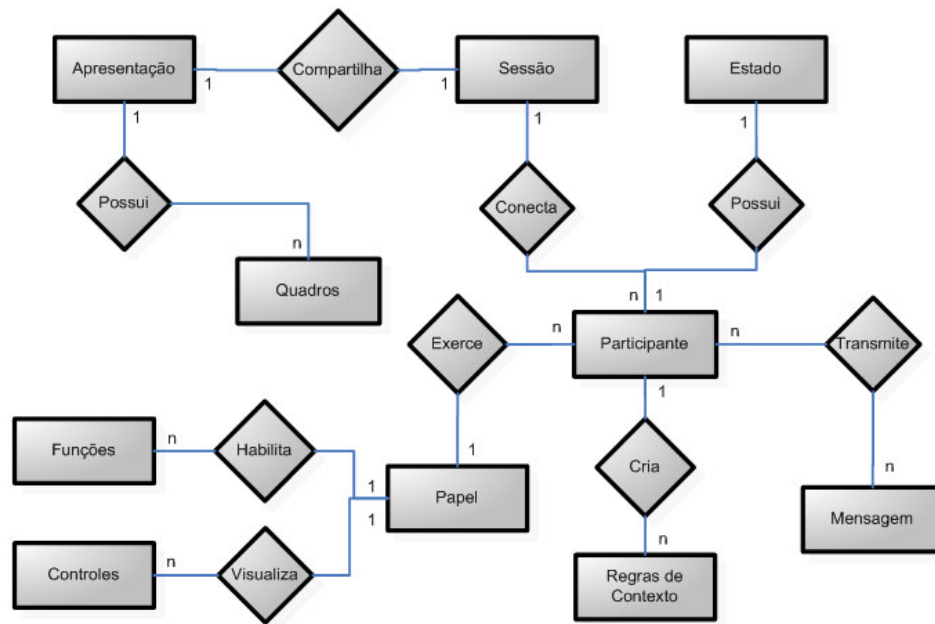 Apresentação
1
Compartilha
1
Sessão
Estado
1
1
1
Possui
n
Quadros
Conecta
Possui
n
1
Exerce
n
Participante
n
Transmite
1
1
n
Funções
n
Habilita
1
1
Papel
Cria
Mensagem
Controles
n
Visualiza
n
Regras de
Contexto